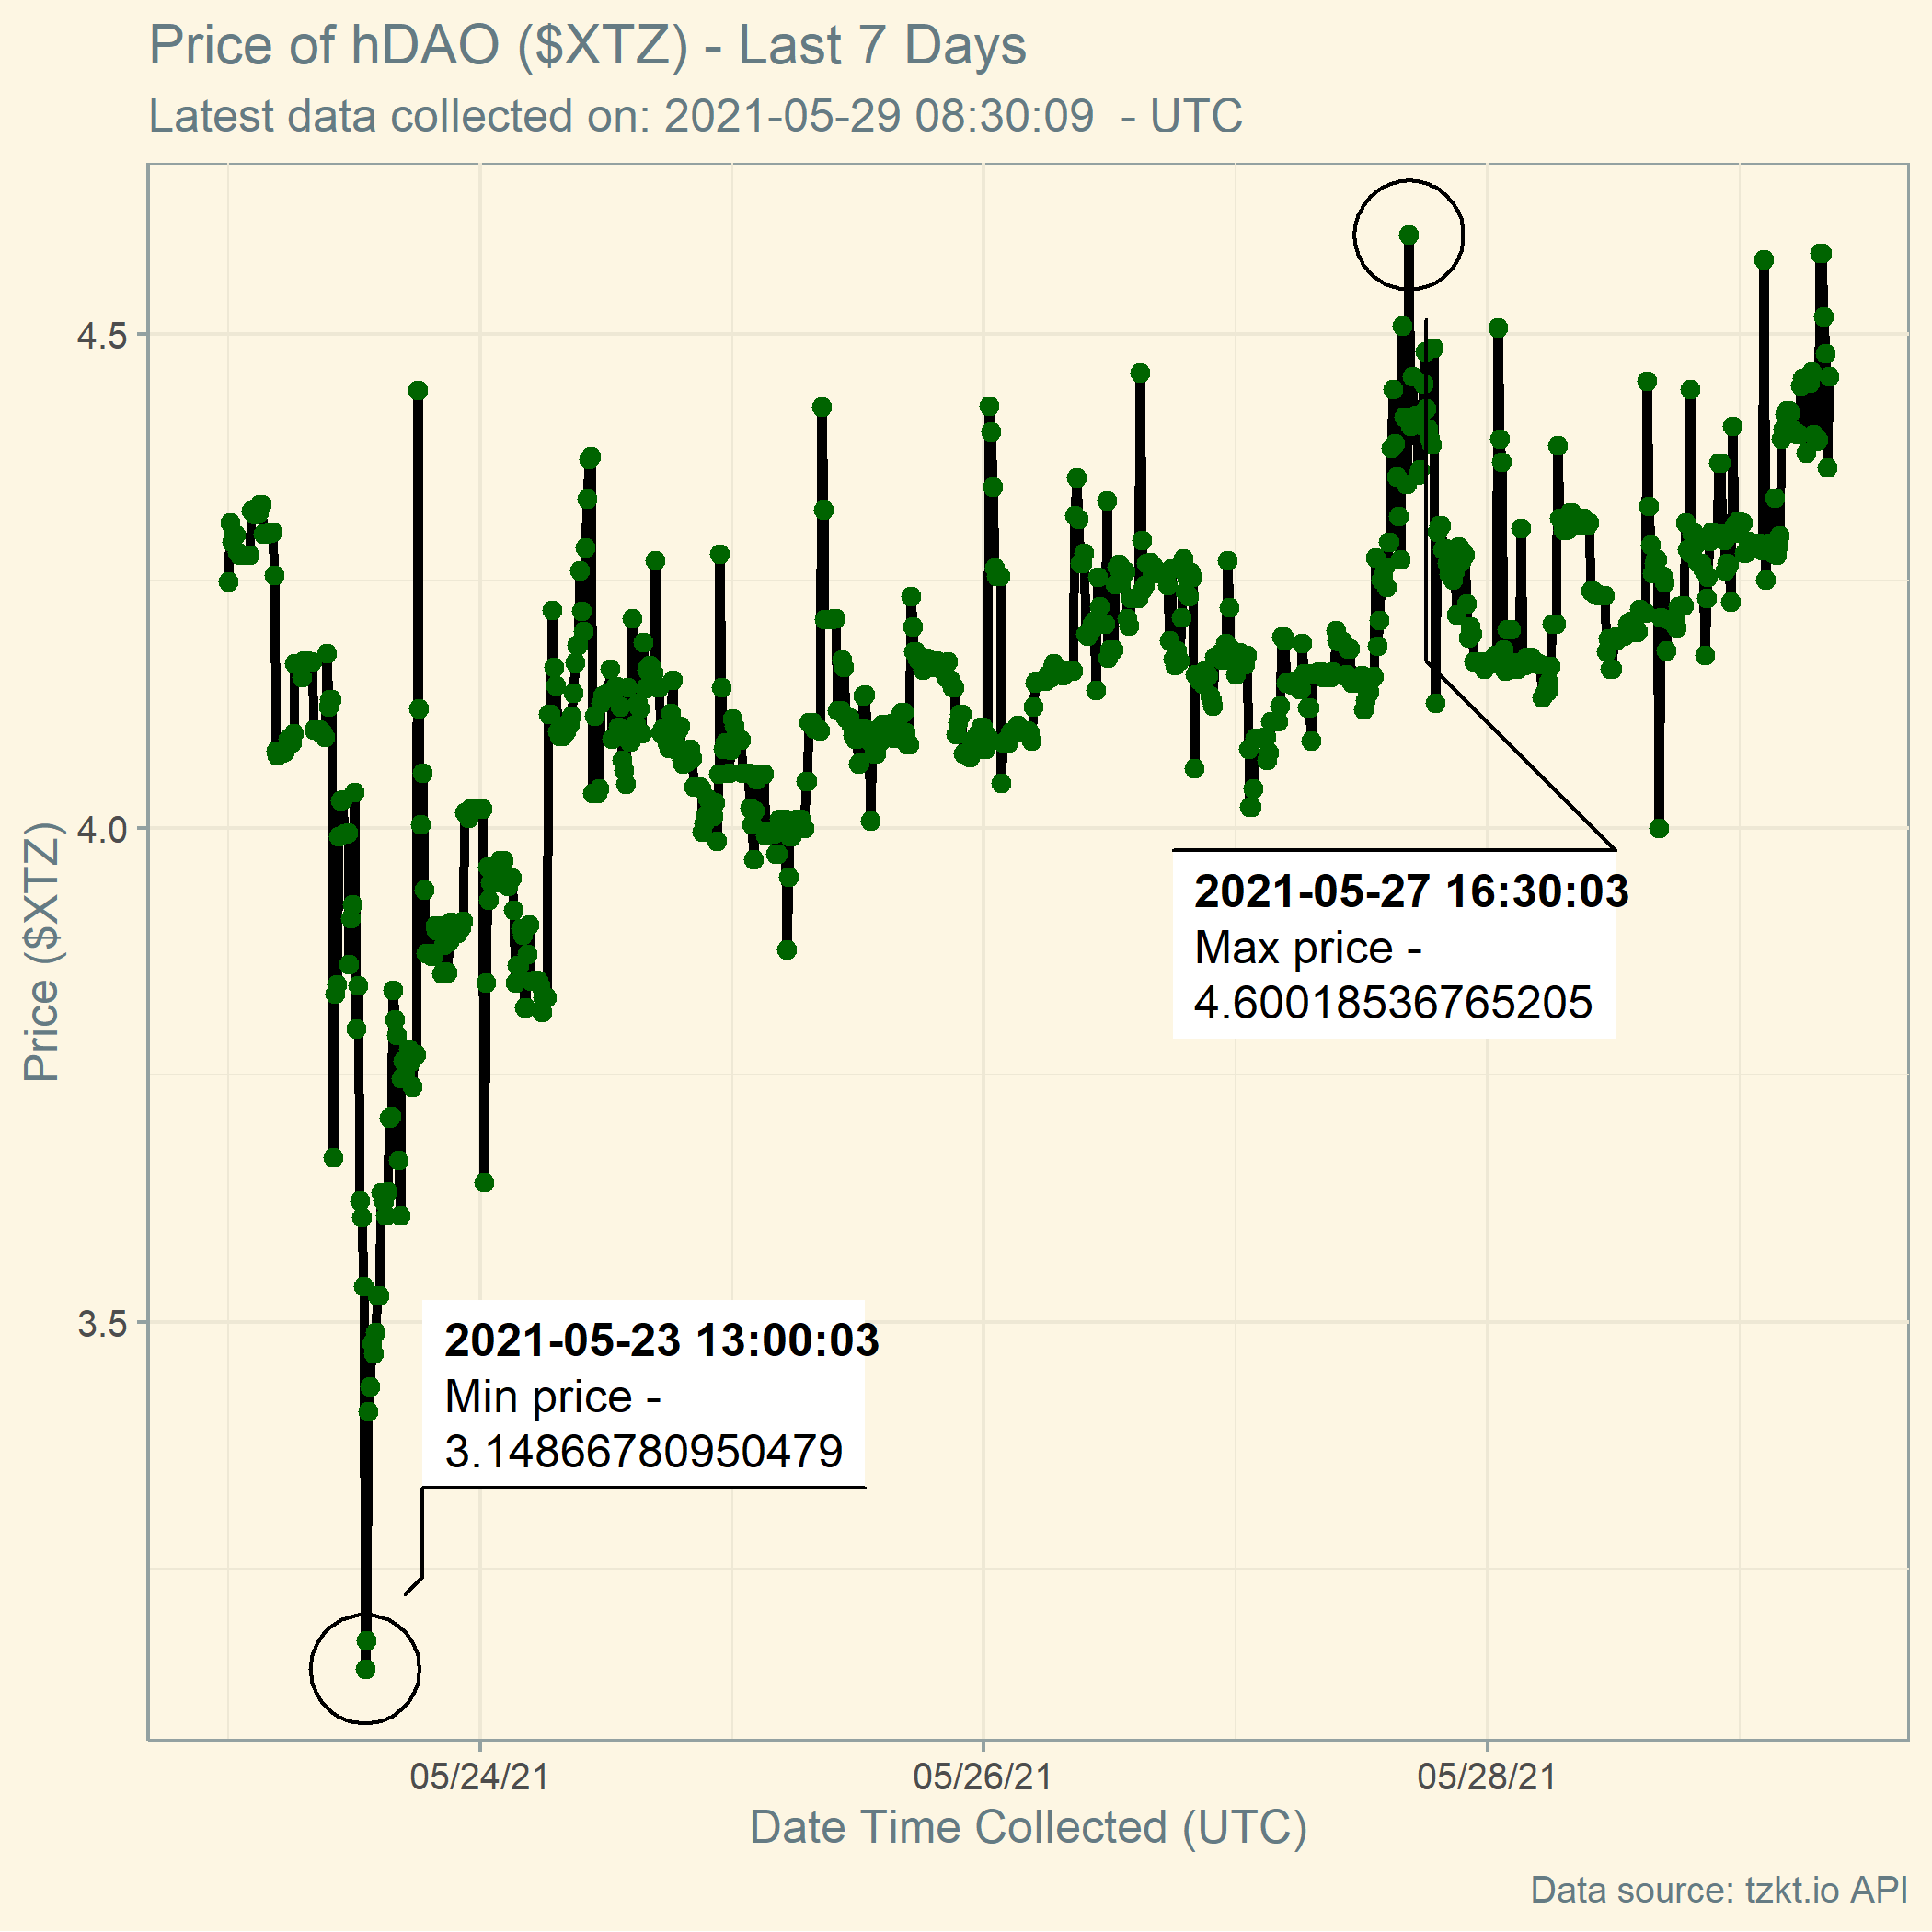 Price of hDAO ($XTZ) - Last 7 Days
Latest data collected on: 2021-05-29 08:30:09  - UTC
Price ($XTZ)
4.5
4.0
3.5
2021-05-27 16:30:03
Max price -
4.60018536765205
2021-05-23 13:00:03
Min price -
3.14866780950479
05/24/21
05/26/21
05/28/21
Date Time Collected (UTC)
Data source: tzkt.io API